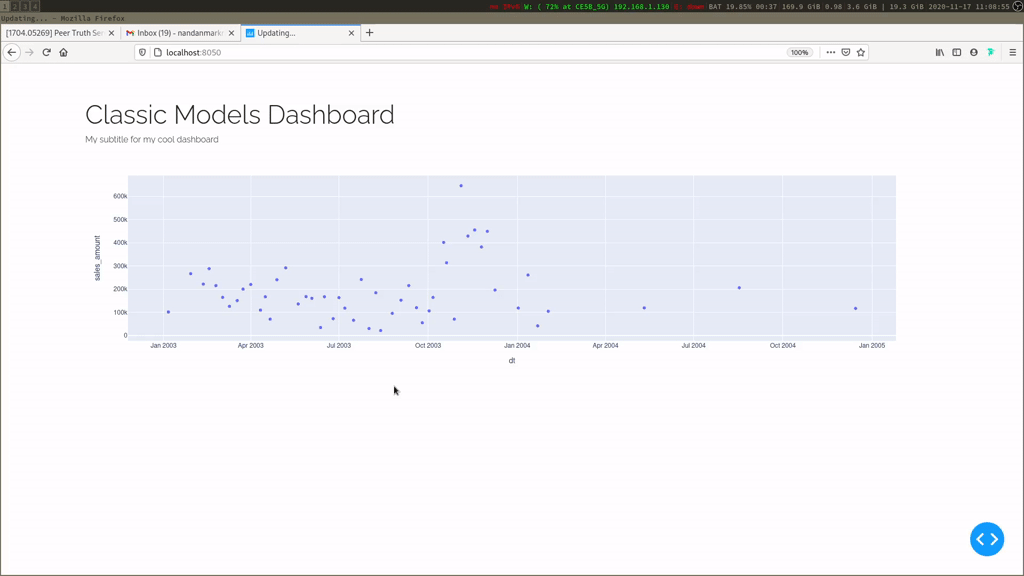 1 2 3 4
no IPv6 W: ( 72% at CE5B_5G) 192.168.1.130 E: down BAT 19.85% 00:37 169.9 GiB 0.98 3.6 GiB | 19.3 GiB 2020-11-17 11:08:55
Updating... - Mozilla Firefox
[1704.05269] Peer Truth Ser
Inbox (19) - nandanmark
Updating...
localhost:8050
100%
Classic Models Dashboard
My subtitle for my cool dashboard
600k
500k
400k
300k
200k
100k
0
sales_amount
Jan 2003 Apr 2003 Jul 2003 Oct 2003 Jan 2004 Apr 2004 Jul 2004 Oct 2004 Jan 2005
dt